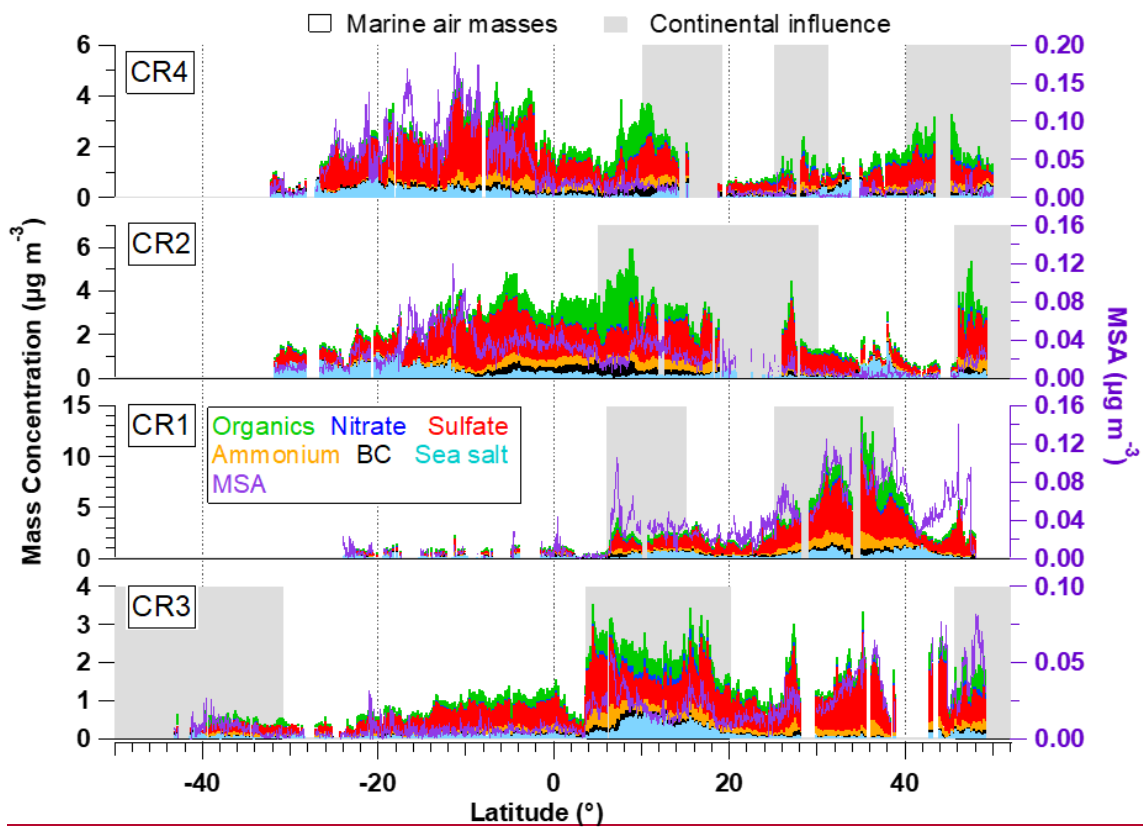 Marine air masses Continental influence
CR4
6
4
2
0
0.20
0.15
0.10
0.05
0.00
CR2
6
4
2
0
0.16
0.12
0.08
0.04
0.00
CR1
15
10
5
0
0.16
0.12
0.08
0.04
0.00
Organics Nitrate Sulfate
Ammonium BC Sea salt
MSA
CR3
4
3
2
1
0
0.10
0.05
0.00
Mass Concentration (µg m⁻³)
MSA (µg m⁻³)
-40 -20 0 20 40
Latitude (°)